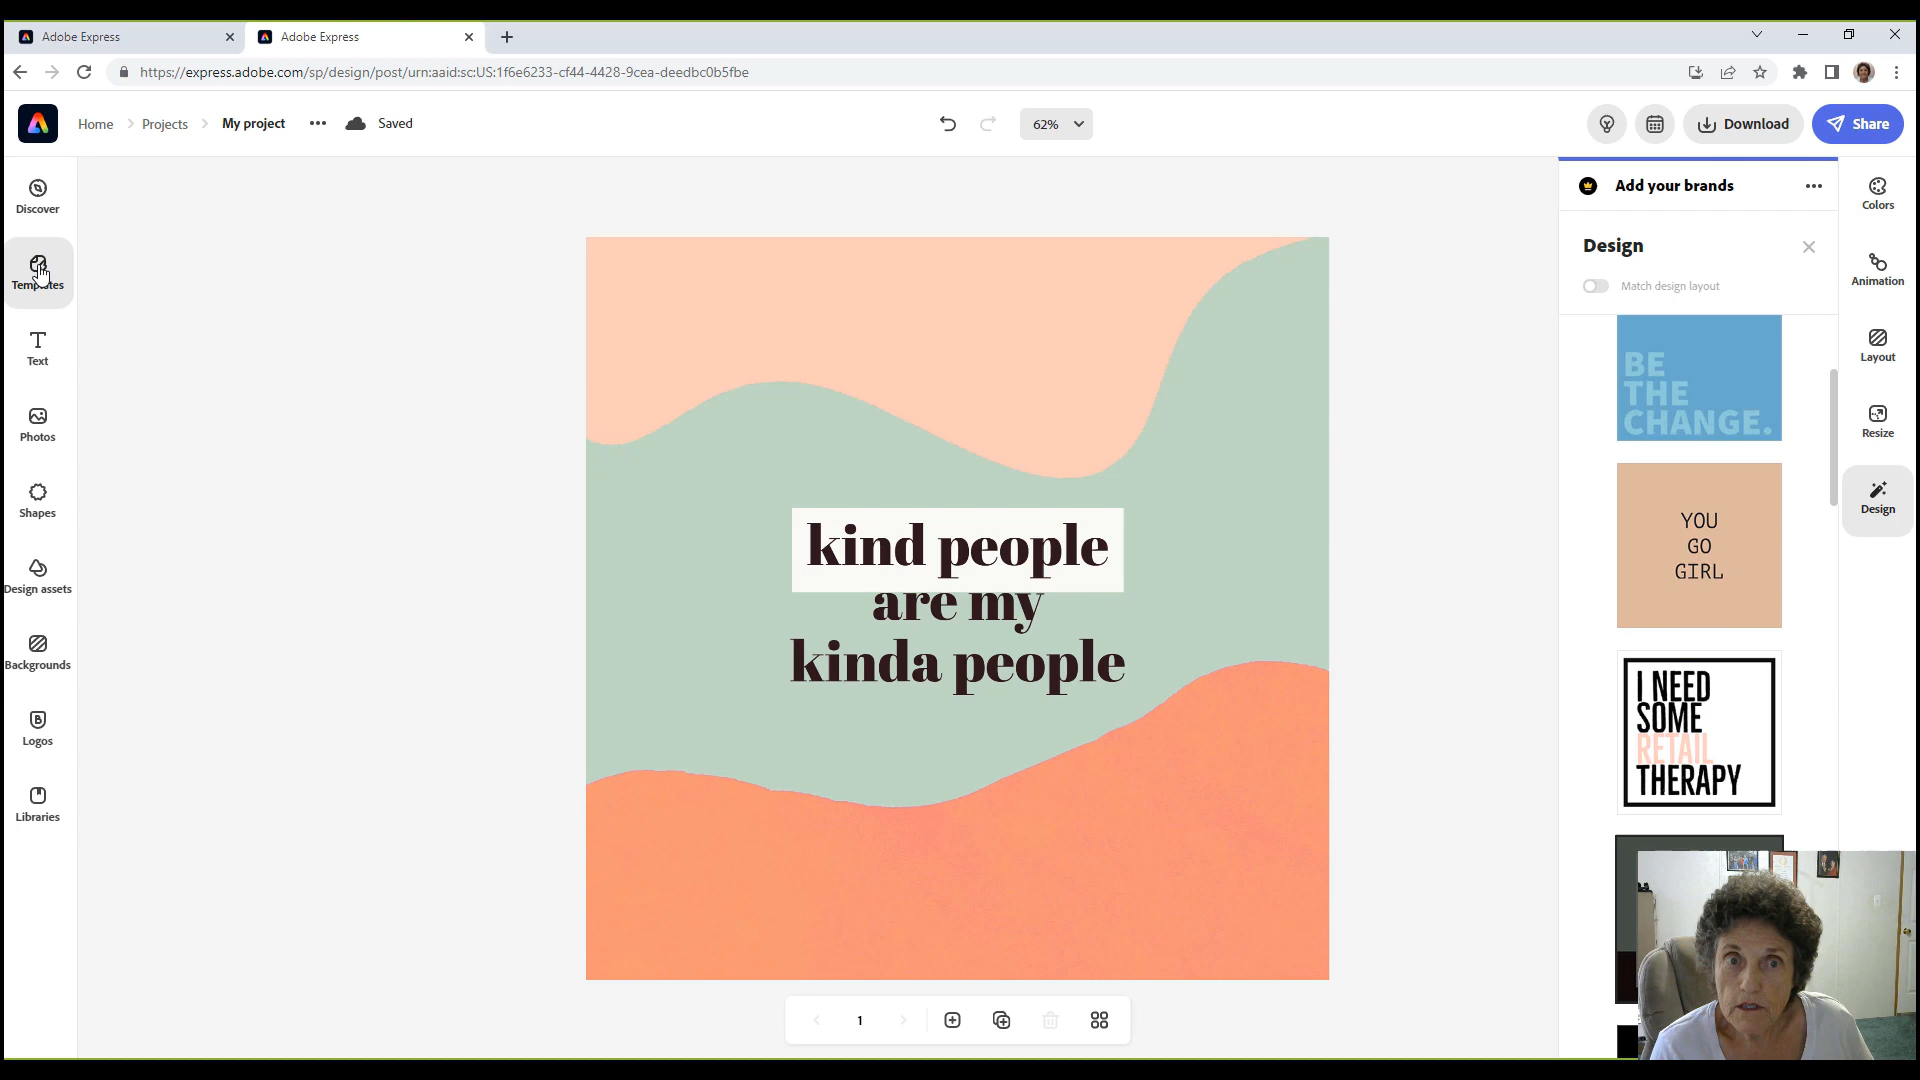 Adobe Express
Adobe Express
https://express.adobe.com/sp/design/post/urn:aaid:sc:US:1f6e6233-cf44-4428-9cea-deedbc0b5fbe
Home
Projects
My project
Saved
62%
Download
Share
Discover
Templates
Text
Photos
Shapes
Design assets
Backgrounds
Logos
Libraries
kind people
are my
kinda people
1
Add your brands
Design
Match design layout
BE
THE
CHANGE.
YOU
GO
GIRL
I NEED
SOME
RETAIL
THERAPY
Colors
Animation
Layout
Resize
Design